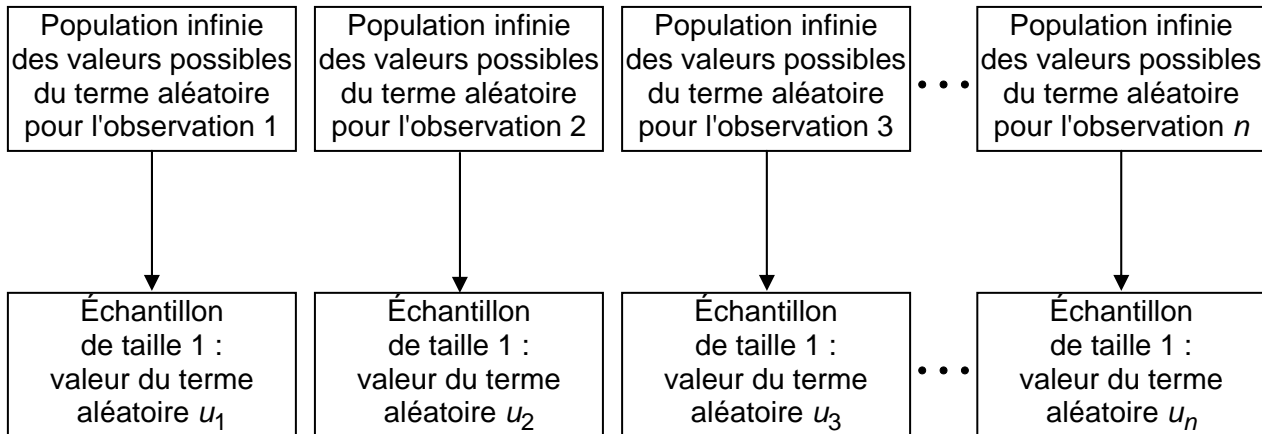 Population infinie
des valeurs possibles
du terme aléatoire
pour l'observation 1
Population infinie
des valeurs possibles
du terme aléatoire
pour l'observation 2
Population infinie
des valeurs possibles
du terme aléatoire
pour l'observation 3
• • •
Population infinie
des valeurs possibles
du terme aléatoire
pour l'observation n
Échantillon
de taille 1 :
valeur du terme
aléatoire u1
Échantillon
de taille 1 :
valeur du terme
aléatoire u2
Échantillon
de taille 1 :
valeur du terme
aléatoire u3
• • •
Échantillon
de taille 1 :
valeur du terme
aléatoire un